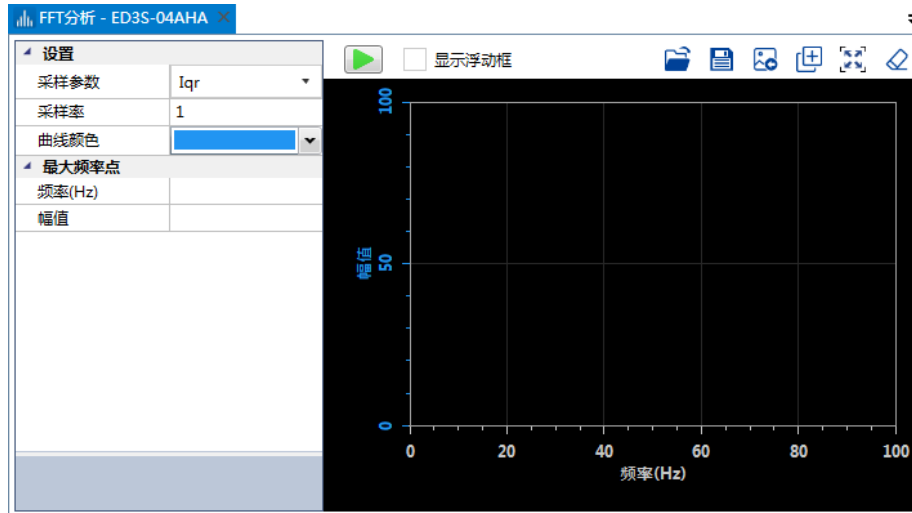 FFT分析 - ED3S-04AHA
设置
采样参数 Iqr
采样率 1
曲线颜色
最大频率点
频率(Hz)
幅值
显示浮动框
100
50
0
幅值
0 20 40 60 80 100
频率(Hz)